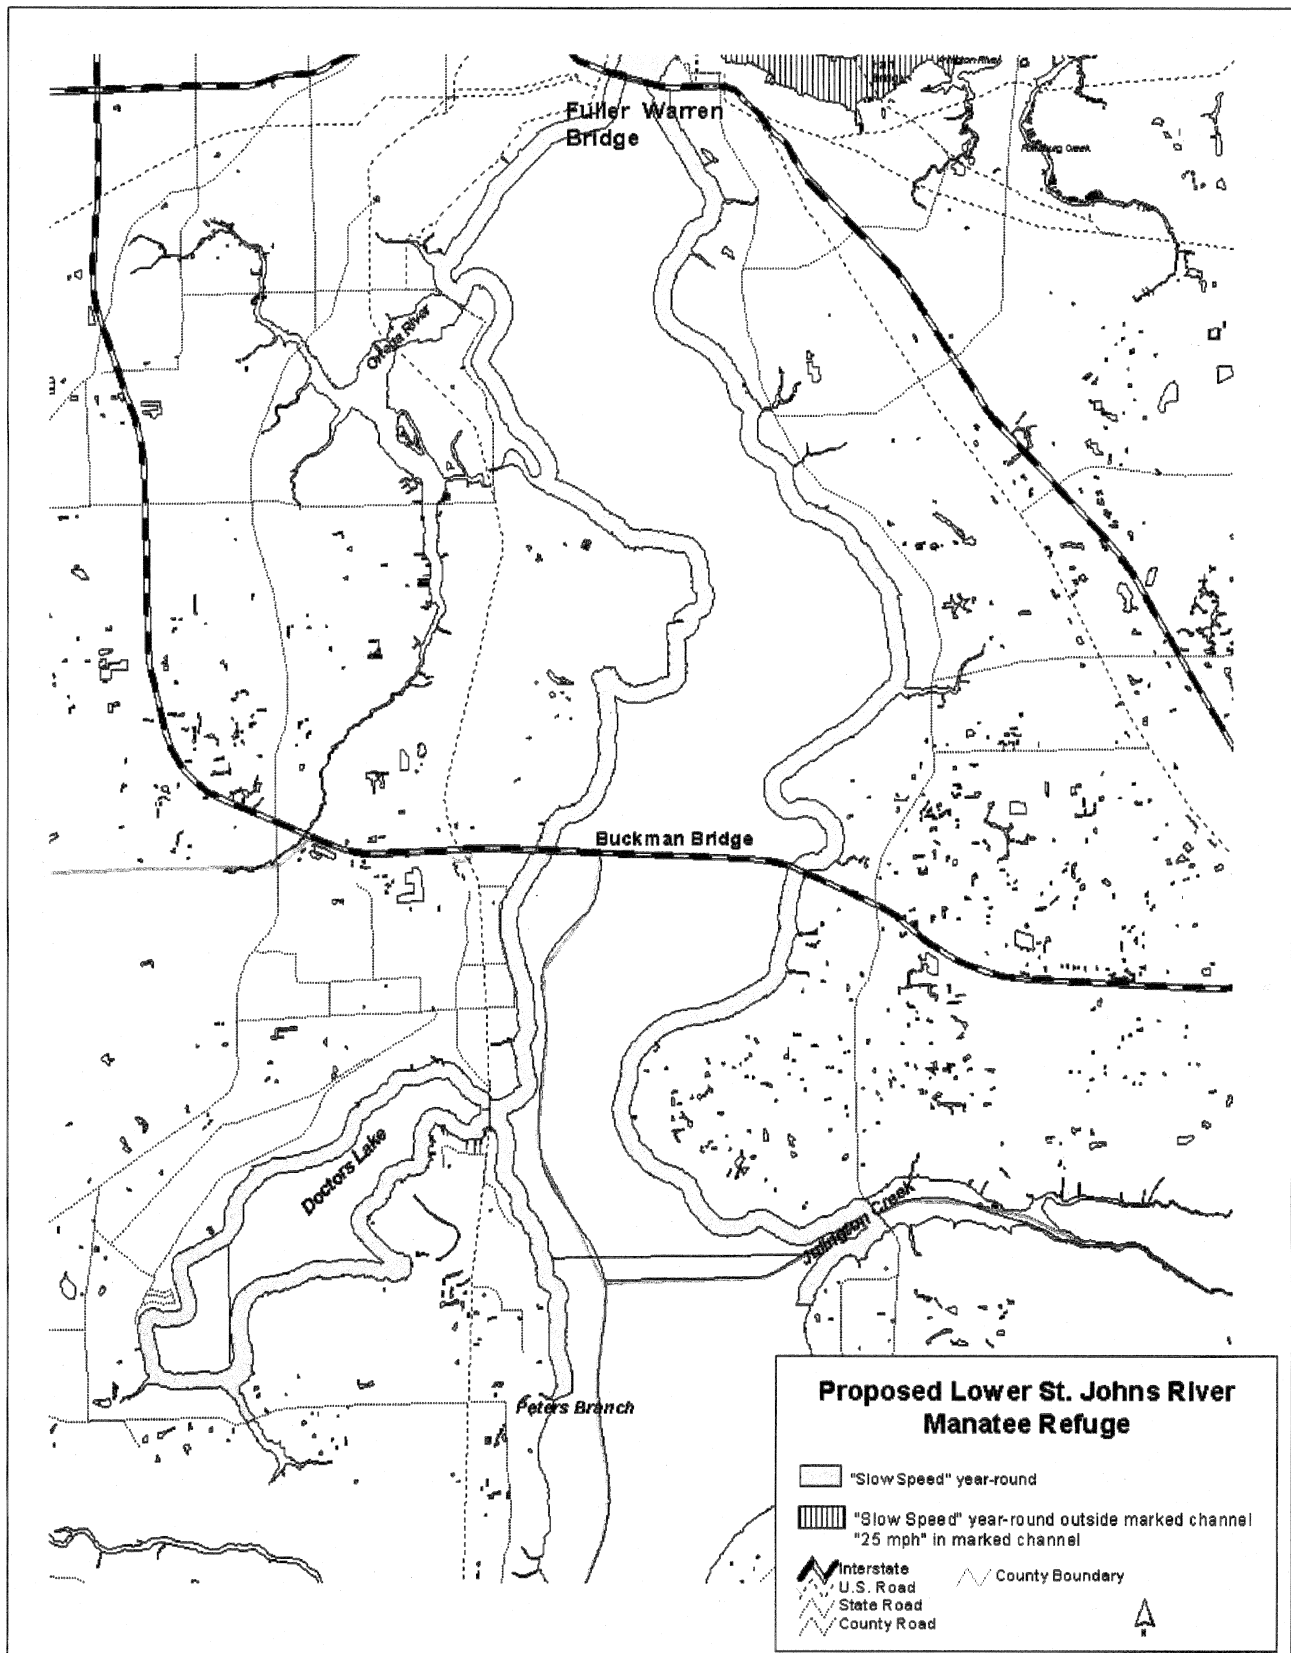 Fuller Warren
Bridge
Ortega River
Buckman Bridge
Doctors Lake
Julington Creek
Peters Branch
Proposed Lower St. Johns River
Manatee Refuge
"Slow Speed" year-round
"Slow Speed" year-round outside marked channel
"25 mph" in marked channel
Interstate
County Boundary
U.S. Road
State Road
County Road
N